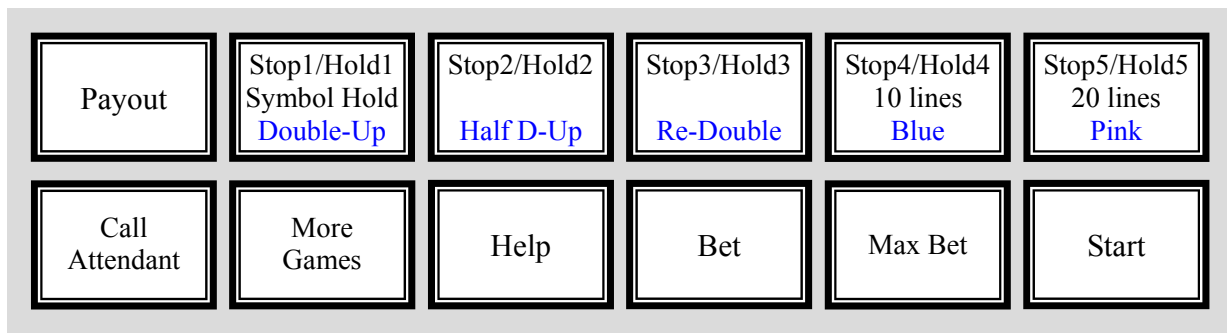 Payout
Stop1/Hold1
Symbol Hold
Double-Up
Stop2/Hold2
Half D-Up
Stop3/Hold3
Re-Double
Stop4/Hold4
10 lines
Blue
Stop5/Hold5
20 lines
Pink
Call
Attendant
More
Games
Help
Bet
Max Bet
Start